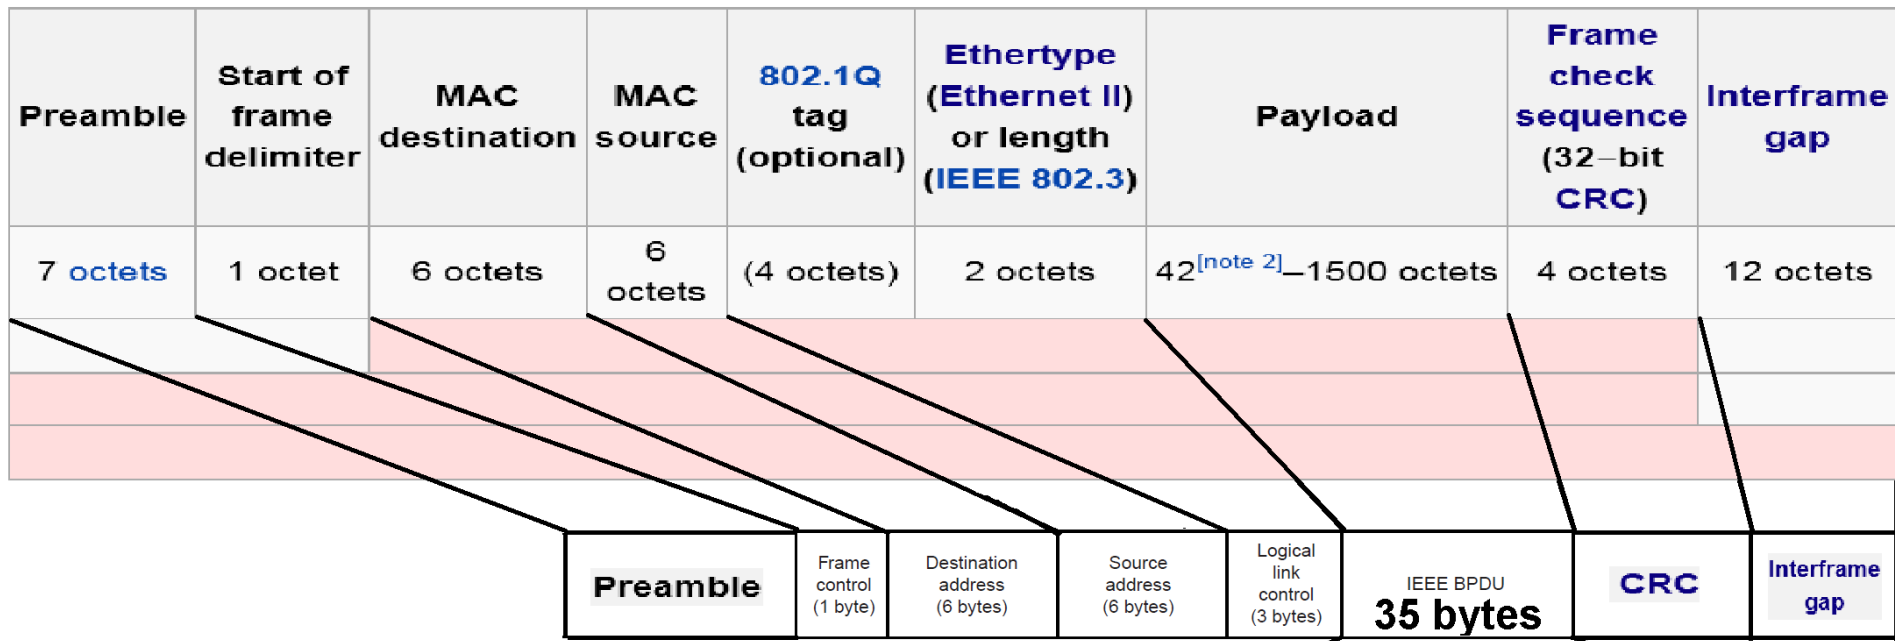 Preamble
Start of
frame
delimiter
MAC
destination
MAC
source
802.1Q
tag
(optional)
Ethertype
(Ethernet II)
or length
(IEEE 802.3)
Payload
Frame
check
sequence
(32–bit
CRC)
Interframe
gap
7 octets
1 octet
6 octets
6
octets
(4 octets)
2 octets
42[note 2]–1500 octets
4 octets
12 octets
Preamble
Frame
control
(1 byte)
Destination
address
(6 bytes)
Source
address
(6 bytes)
Logical
link
control
(3 bytes)
IEEE BPDU
35 bytes
CRC
Interframe
gap